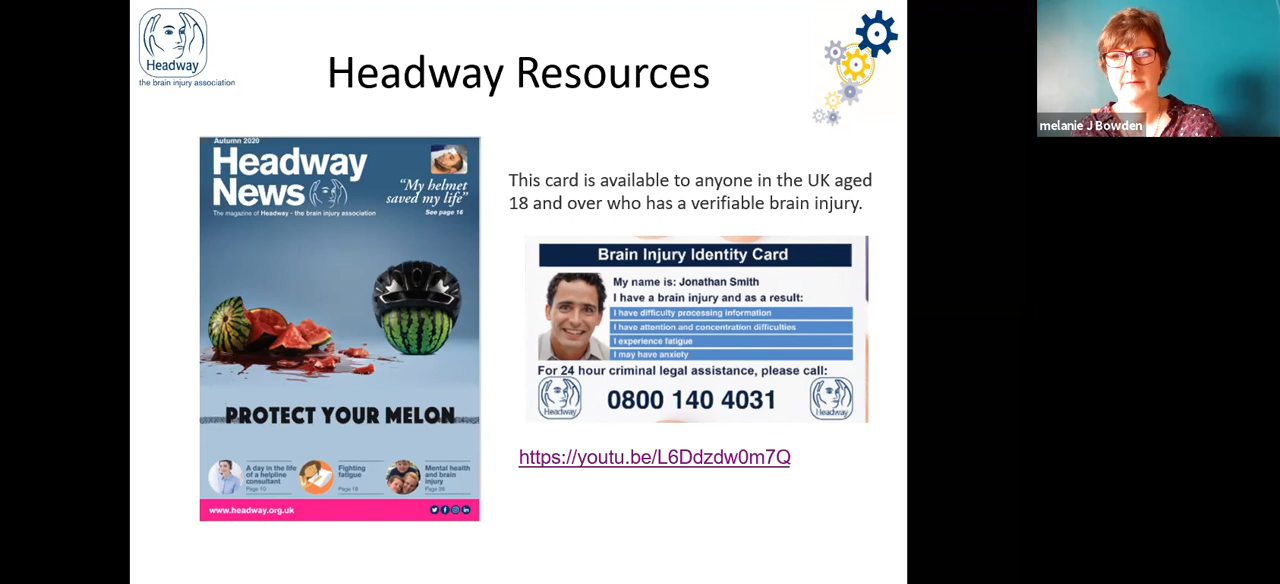 Headway
the brain injury association
Headway Resources
melanie J Bowden
Autumn 2020
Headway
News
The magazine of Headway - the brain injury association
“My helmet
saved my life”
See page 16
PROTECT YOUR MELON
A day in the life
of a helpline
consultant
Page 10
Fighting
fatigue
Page 18
Mental health
and brain
injury
Page 26
www.headway.org.uk
This card is available to anyone in the UK aged
18 and over who has a verifiable brain injury.
Brain Injury Identity Card
My name is: Jonathan Smith
I have a brain injury and as a result:
I have difficulty processing information
I have attention and concentration difficulties
I experience fatigue
I may have anxiety
For 24 hour criminal legal assistance, please call:
Headway
0800 140 4031
Headway
https://youtu.be/L6Ddzdw0m7Q